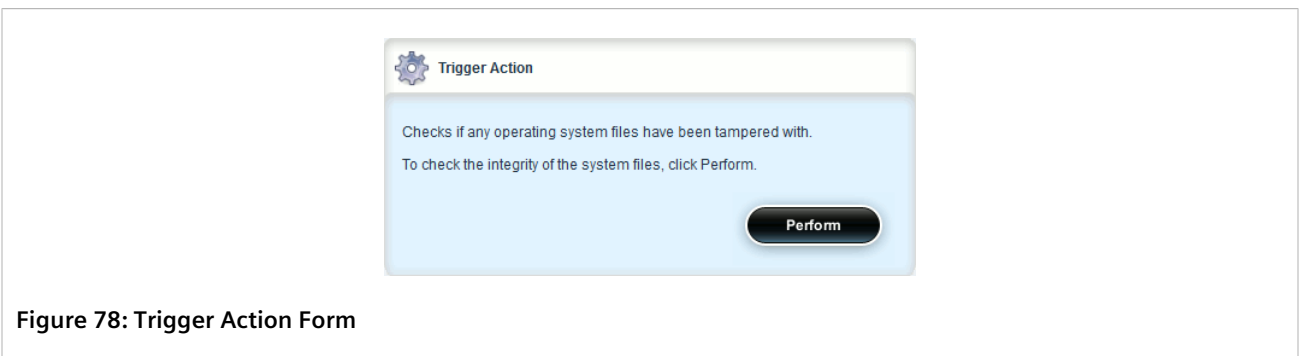 Trigger Action
Checks if any operating system files have been tampered with.
To check the integrity of the system files, click Perform.
Perform
Figure 78: Trigger Action Form